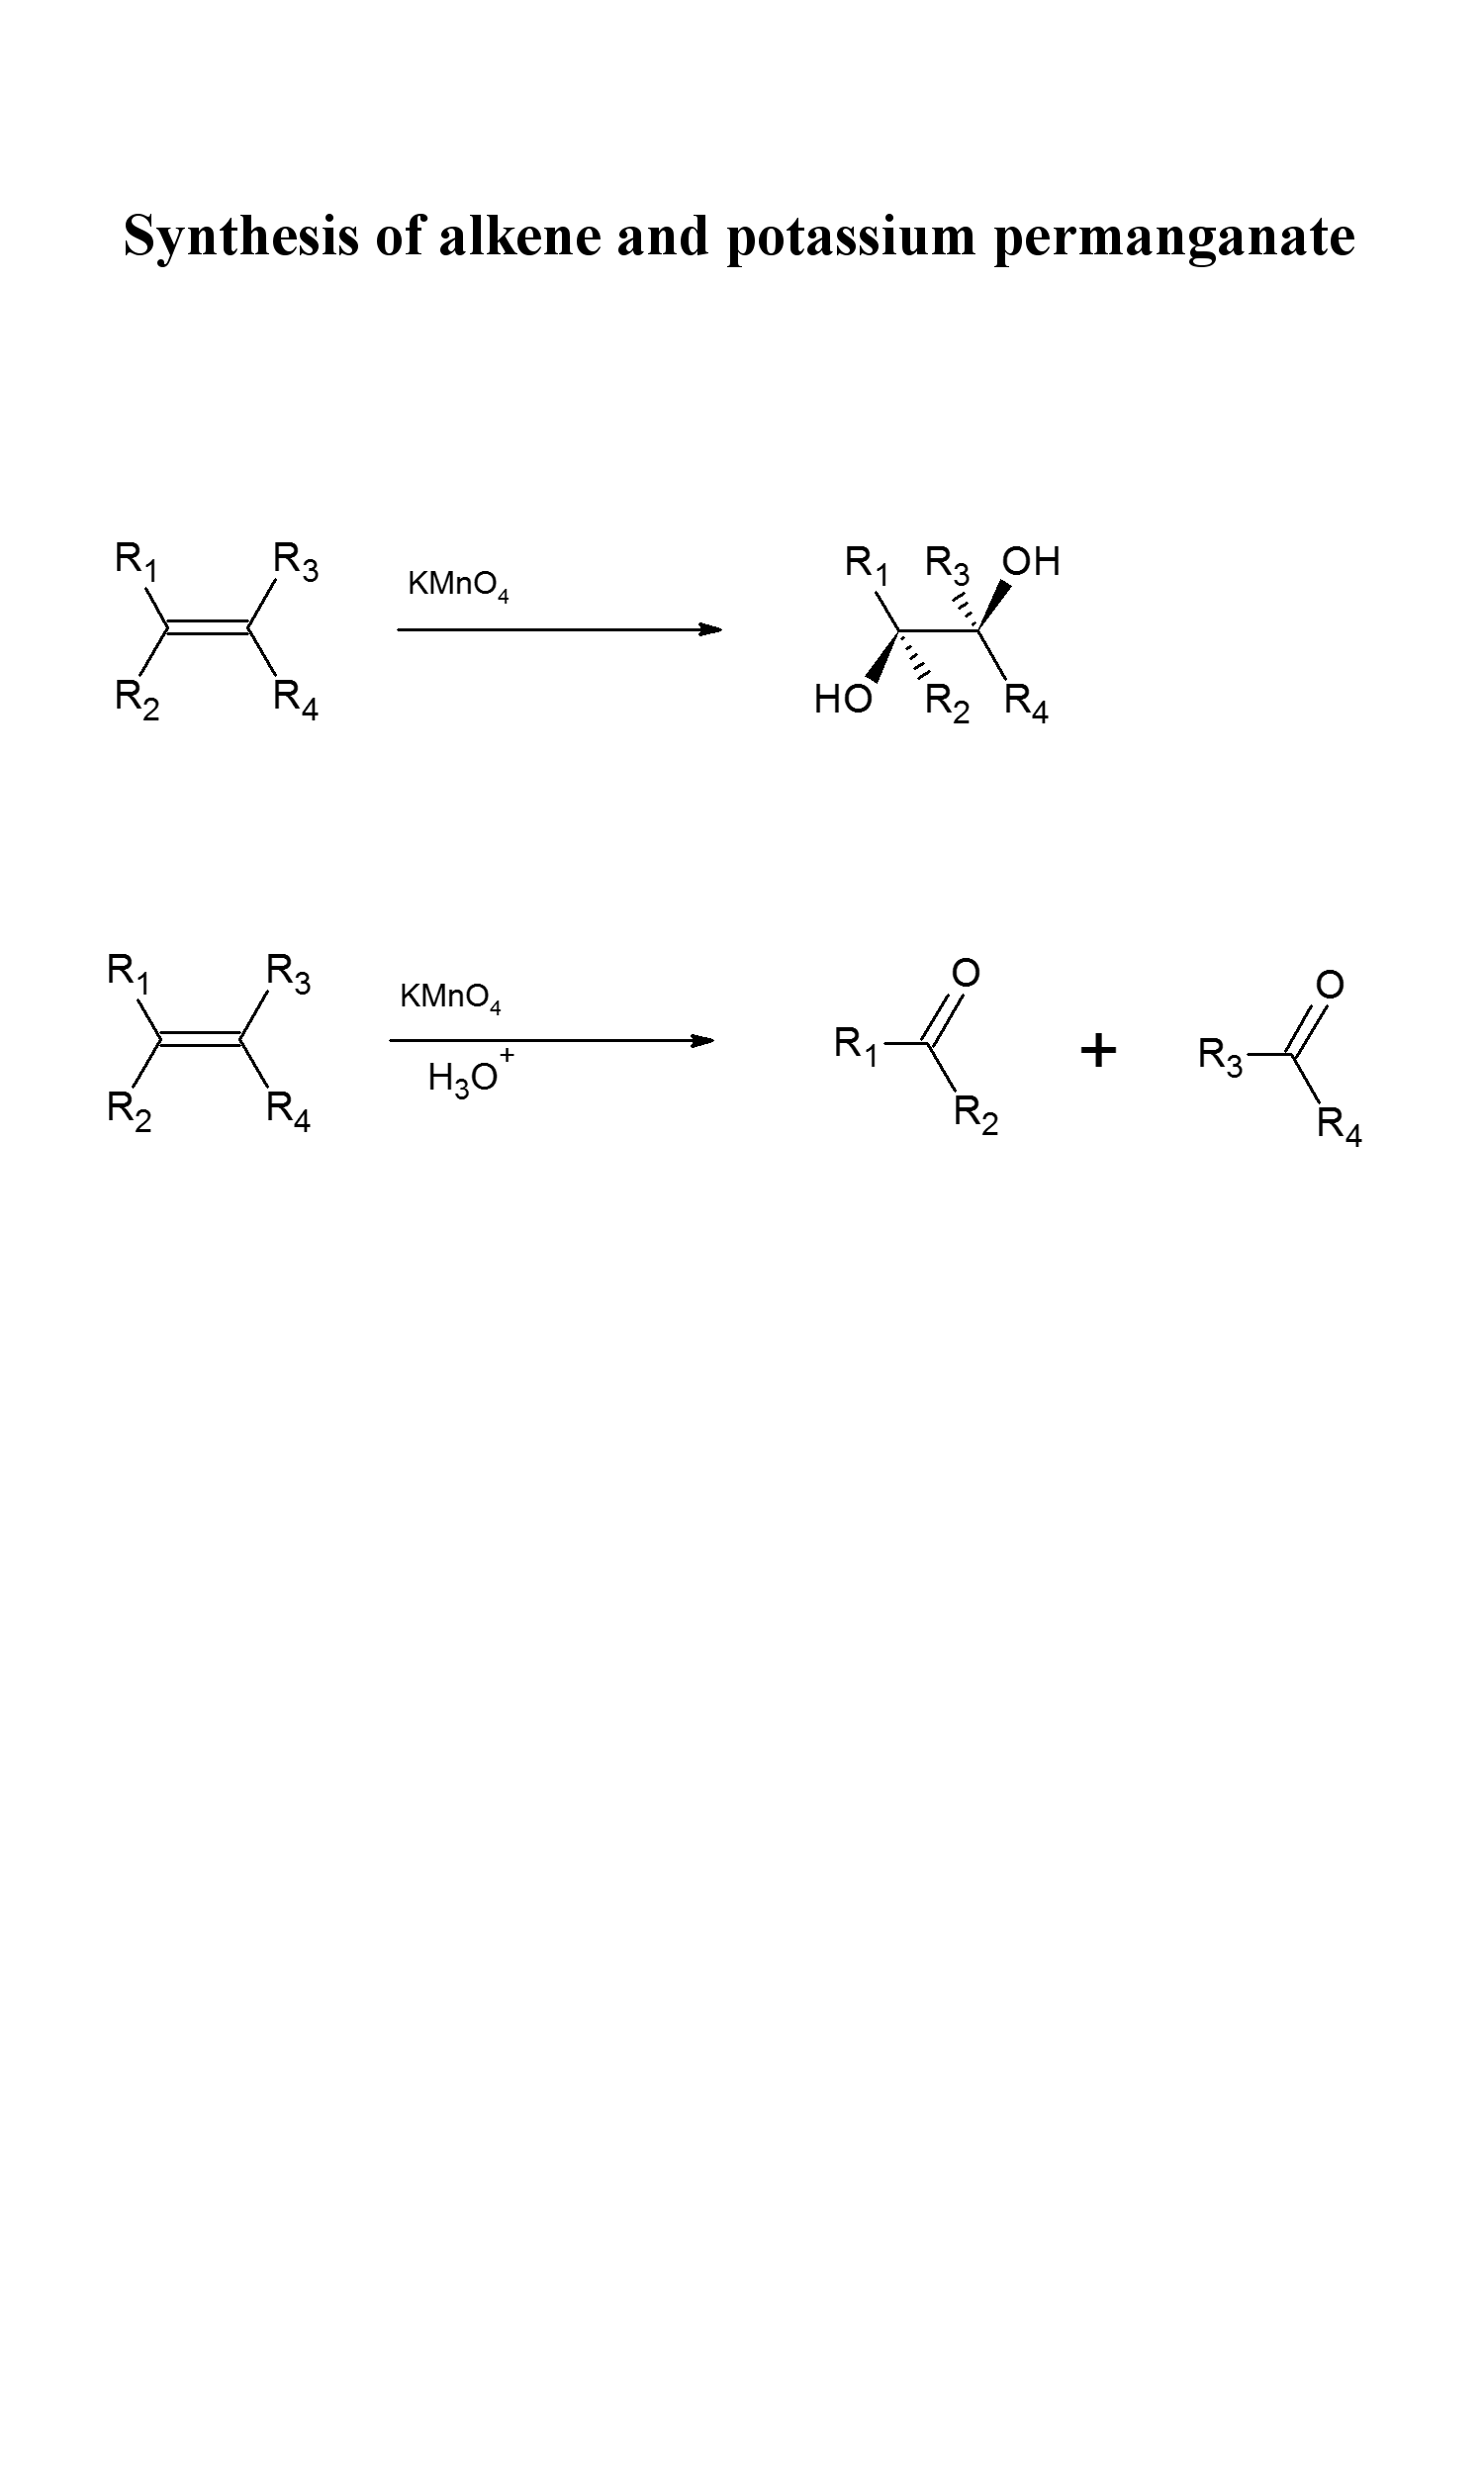 Synthesis of alkene and potassium permanganate
R1 R3 KMnO4 R1 R3 OH
R2 R4 HO R2 R4
R1 R3 KMnO4 O O
H3O+ R1 + R3
R2 R4 R2 R4